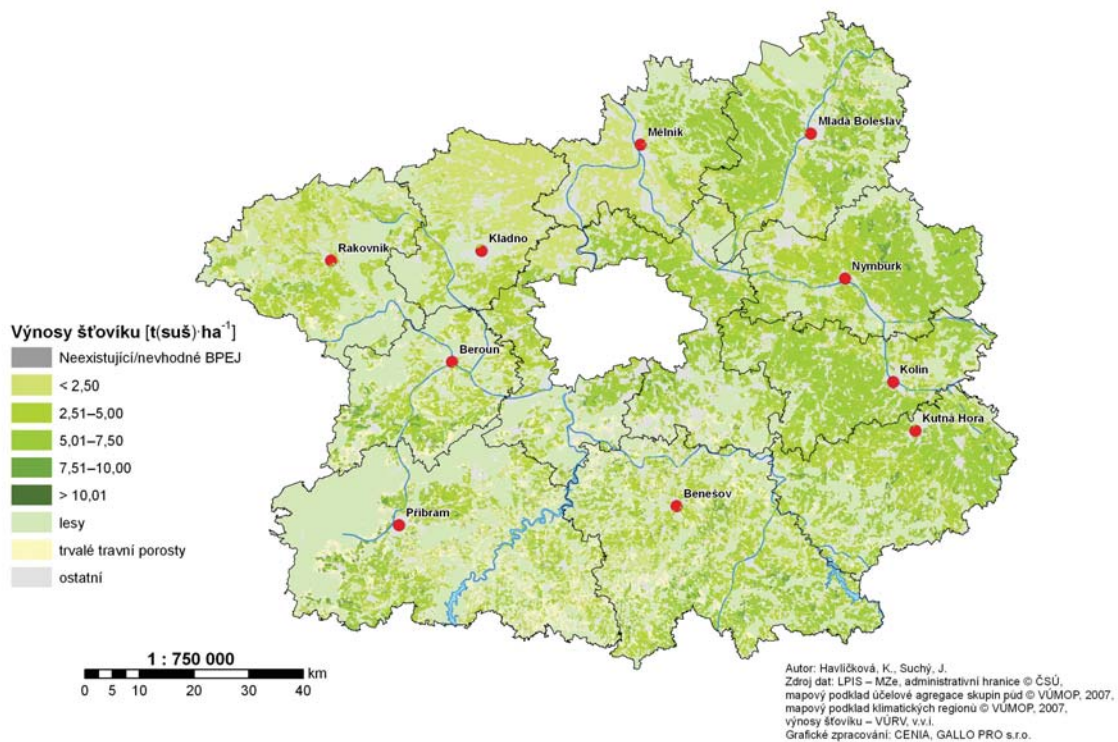 Mělník
Mladá Boleslav
Kladno
Rakovník
Nymburk
Výnosy šťovíku [t(suš)·ha⁻¹]
Neexistující/nevhodné BPEJ
< 2,50
2,51–5,00
5,01–7,50
7,51–10,00
> 10,01
lesy
trvalé travní porosty
ostatní
Beroun
Kolín
Kutná Hora
Benešov
Příbram
1 : 750 000
km
0 5 10 20 30 40
Autor: Havlíčková, K., Suchý, J.
Zdroj dat: LPIS – MZe, administrativní hranice © ČSÚ,
mapový podklad účelové agregace skupin půd © VÚMOP, 2007,
mapový podklad klimatických regionů © VÚMOP, 2007,
výnosy šťovíku – VÚRV, v.v.i.
Grafické zpracování: CENIA, GALLO PRO s.r.o.